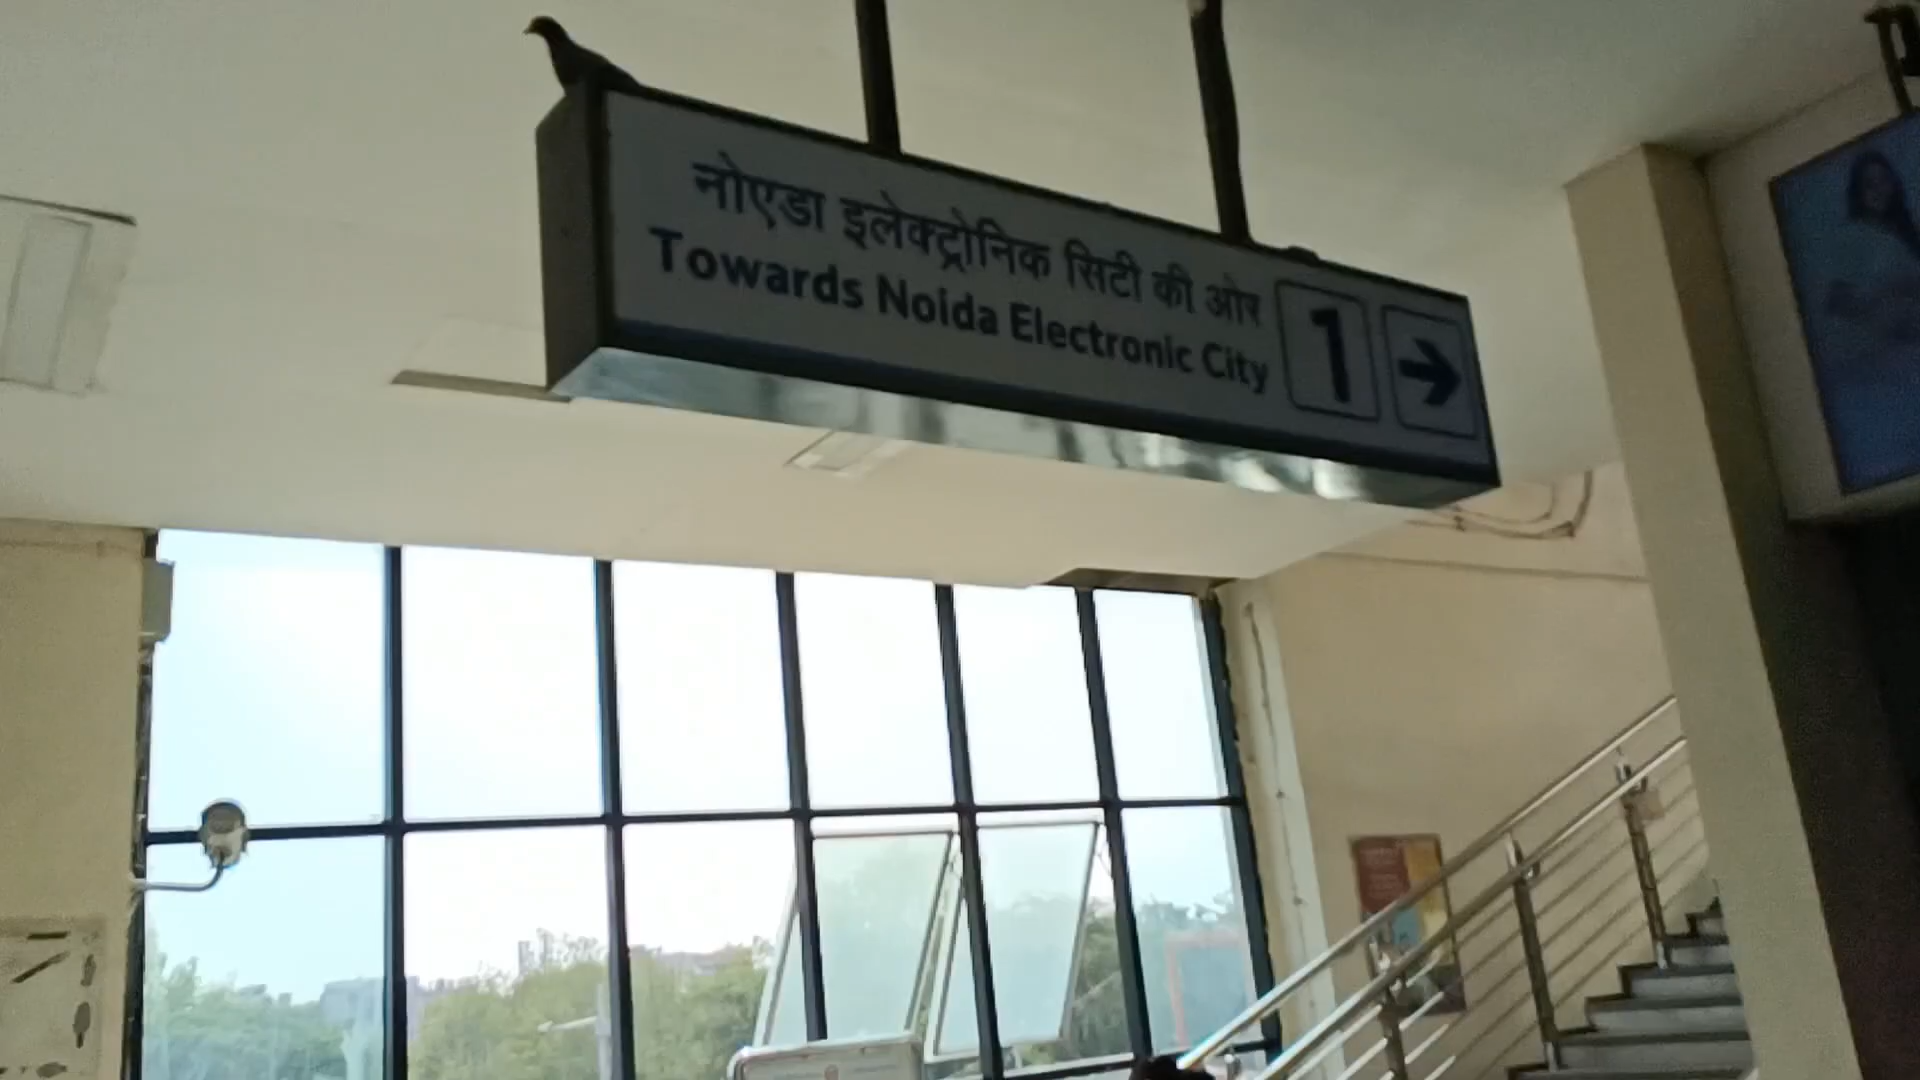 नोएडा इलेक्ट्रोनिक सिटी की ओर
Towards Noida Electronic City
1